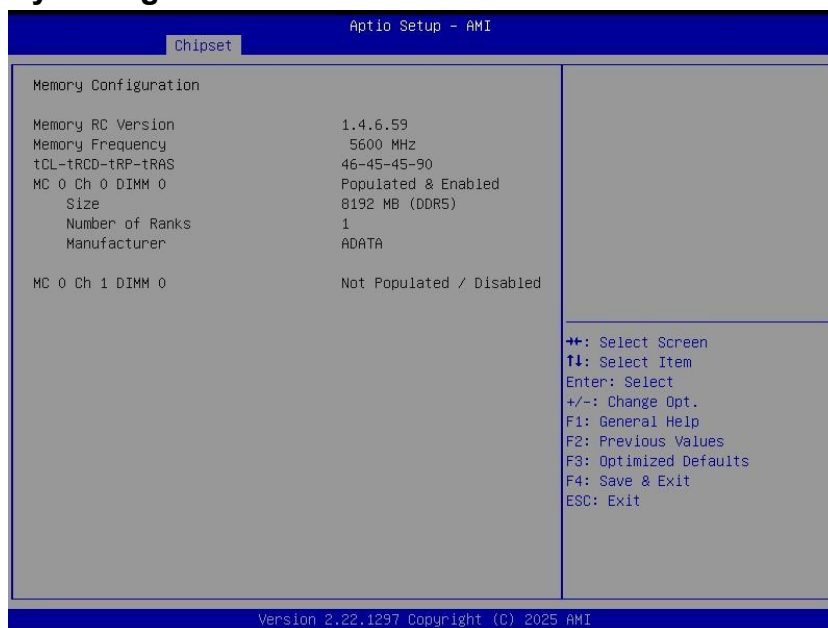 Aptio Setup – AMI
Chipset
Memory Configuration
Memory RC Version 1.4.6.59
Memory Frequency 5600 MHz
tCL-tRCD-tRP-tRAS 46-45-45-90
MC 0 Ch 0 DIMM 0 Populated & Enabled
Size 8192 MB (DDR5)
Number of Ranks 1
Manufacturer ADATA
MC 0 Ch 1 DIMM 0 Not Populated / Disabled
→←: Select Screen
↑↓: Select Item
Enter: Select
+/-: Change Opt.
F1: General Help
F2: Previous Values
F3: Optimized Defaults
F4: Save & Exit
ESC: Exit
Version 2.22.1297 Copyright (C) 2025 AMI